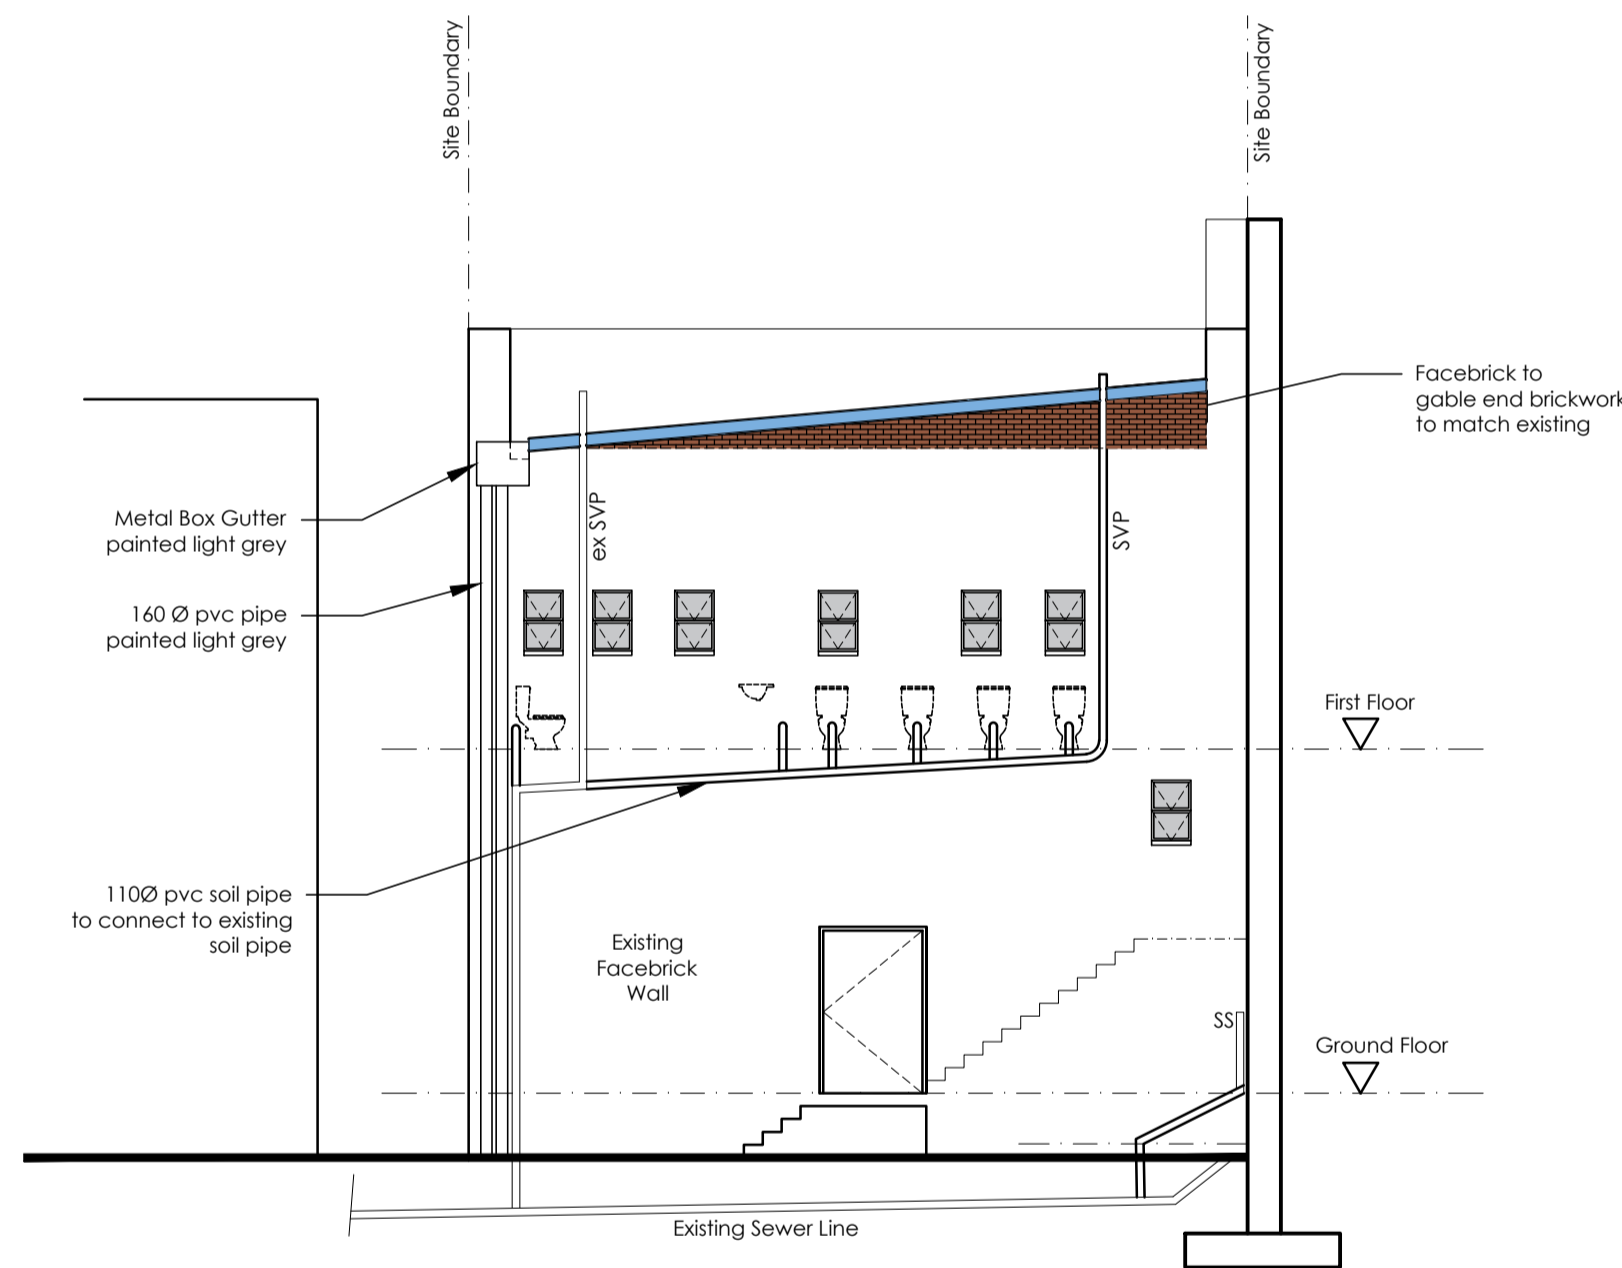 Site Boundary
Site Boundary
Facebrick to
gable end brickwork
to match existing
Metal Box Gutter
painted light grey
ex SVP
SVP
160 Ø pvc pipe
painted light grey
First Floor
110Ø pvc soil pipe
to connect to existing
soil pipe
Existing
Facebrick
Wall
SS
Ground Floor
Existing Sewer Line